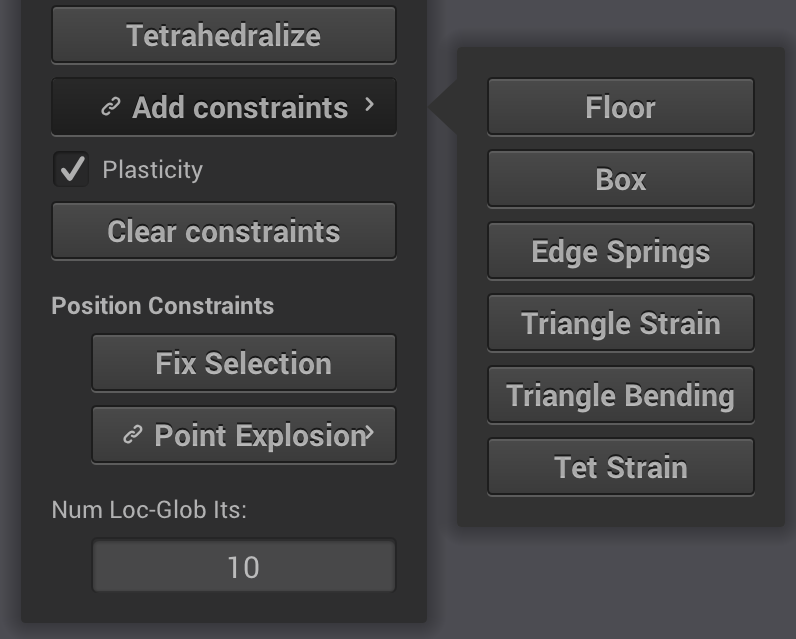 Tetrahedralize
Add constraints
Plasticity
Clear constraints
Position Constraints
Fix Selection
Point Explosion
Num Loc-Glob Its:
10
Floor
Box
Edge Springs
Triangle Strain
Triangle Bending
Tet Strain